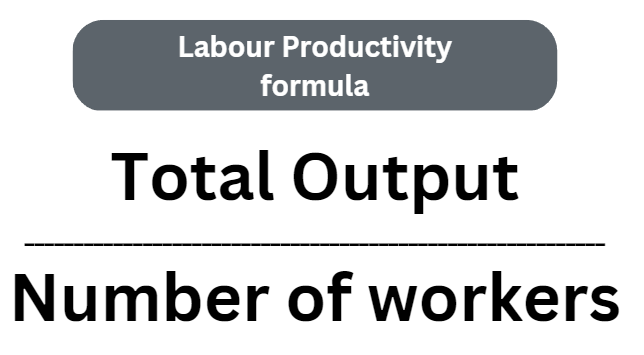 Labour Productivity
formula
Total Output
Number of workers